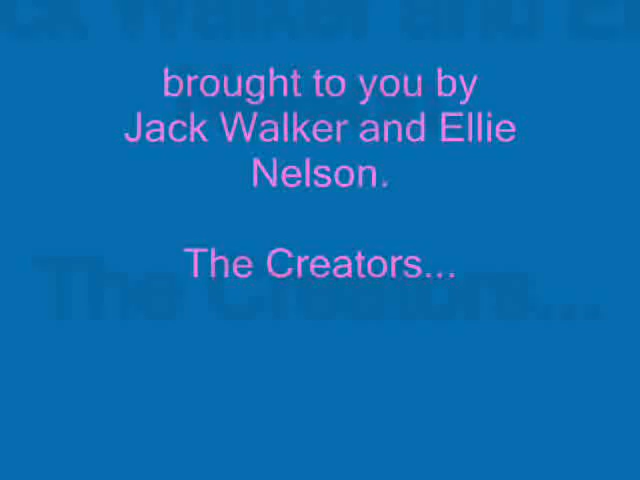 brought to you by
Jack Walker and Ellie
Nelson.
The Creators...